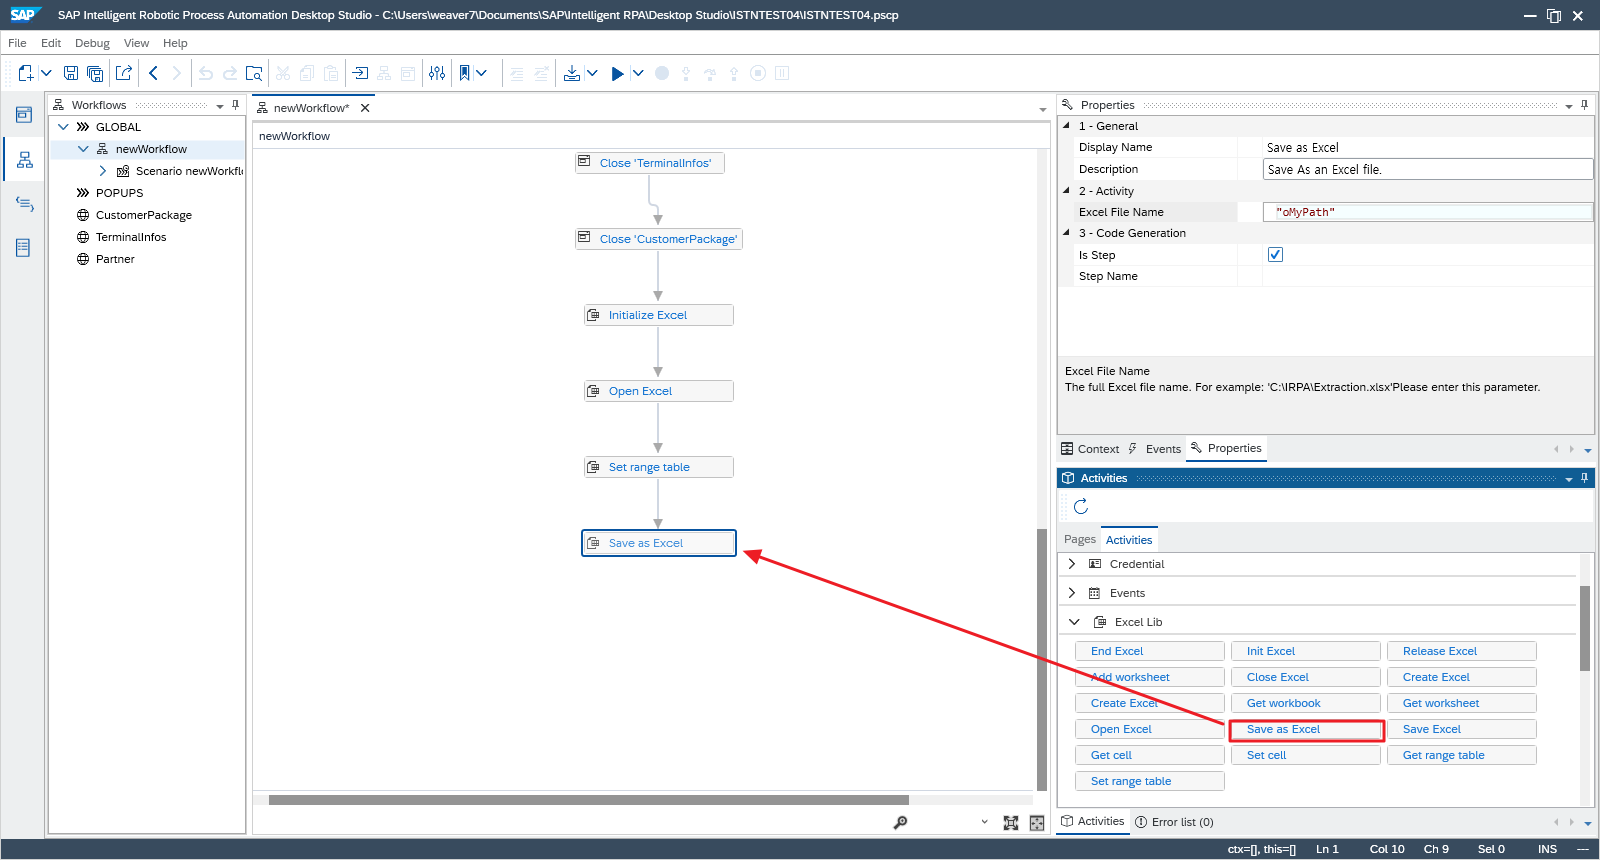 SAP SAP Intelligent Robotic Process Automation Desktop Studio - C:\Users\weaver7\Documents\SAP\Intelligent RPA\Desktop Studio\ISTNTEST04\ISTNTEST04.pscp
File Edit Debug View Help
Workflows
GLOBAL
newWorkflow
Scenario newWorkfl
POPUPS
CustomerPackage
TerminalInfos
Partner
newWorkflow*
newWorkflow
Close 'TerminalInfos'
Close 'CustomerPackage'
Initialize Excel
Open Excel
Set range table
Save as Excel
Properties
1 - General
Display Name Save as Excel
Description Save As an Excel file.
2 - Activity
Excel File Name "oMyPath"
3 - Code Generation
Is Step
Step Name
Excel File Name
The full Excel file name. For example: 'C:\IRPA\Extraction.xlsx'Please enter this parameter.
Context Events Properties
Activities
Pages Activities
Credential
Events
Excel Lib
End Excel Init Excel Release Excel
Add worksheet Close Excel Create Excel
Create Excel Get workbook Get worksheet
Open Excel Save as Excel Save Excel
Get cell Set cell Get range table
Set range table
Activities Error list (0)
ctx=[], this=[] Ln 1 Col 10 Ch 9 Sel 0 INS ---